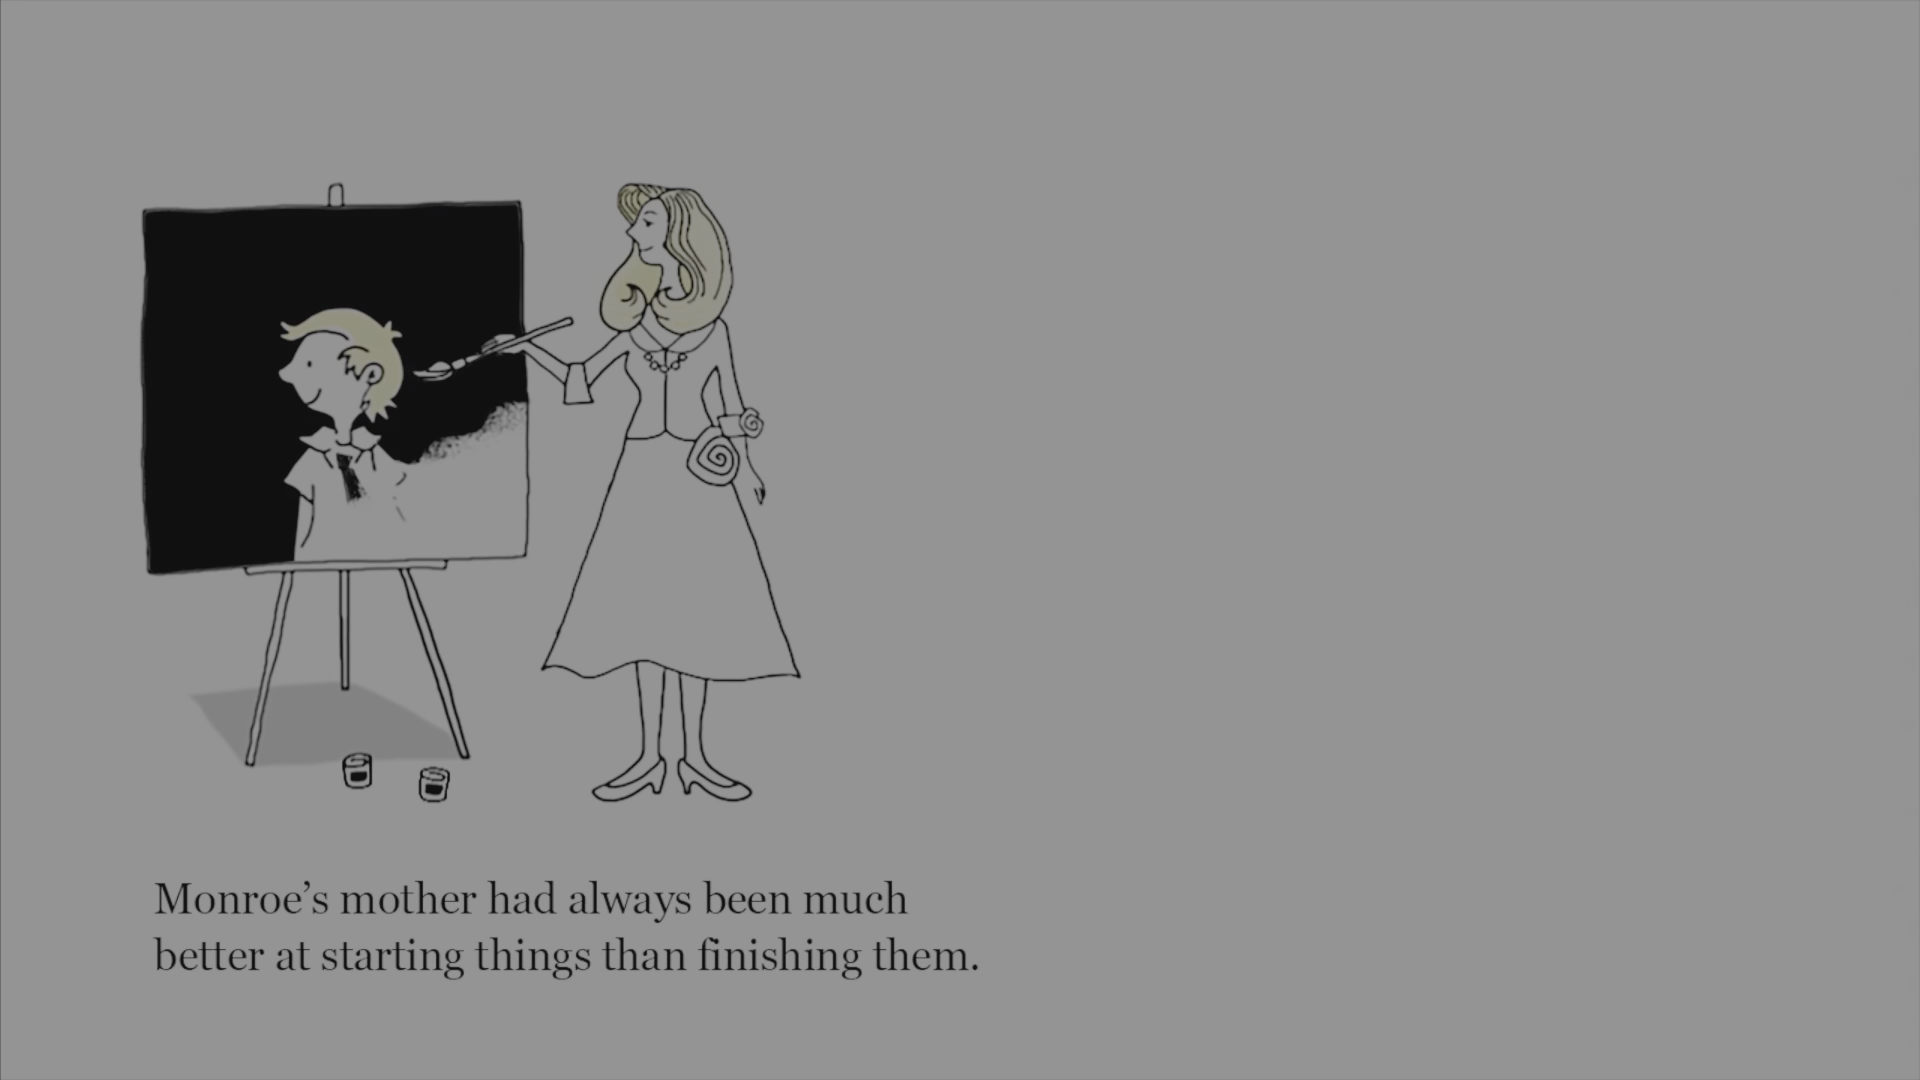 Monroe’s mother had always been much
better at starting things than finishing them.